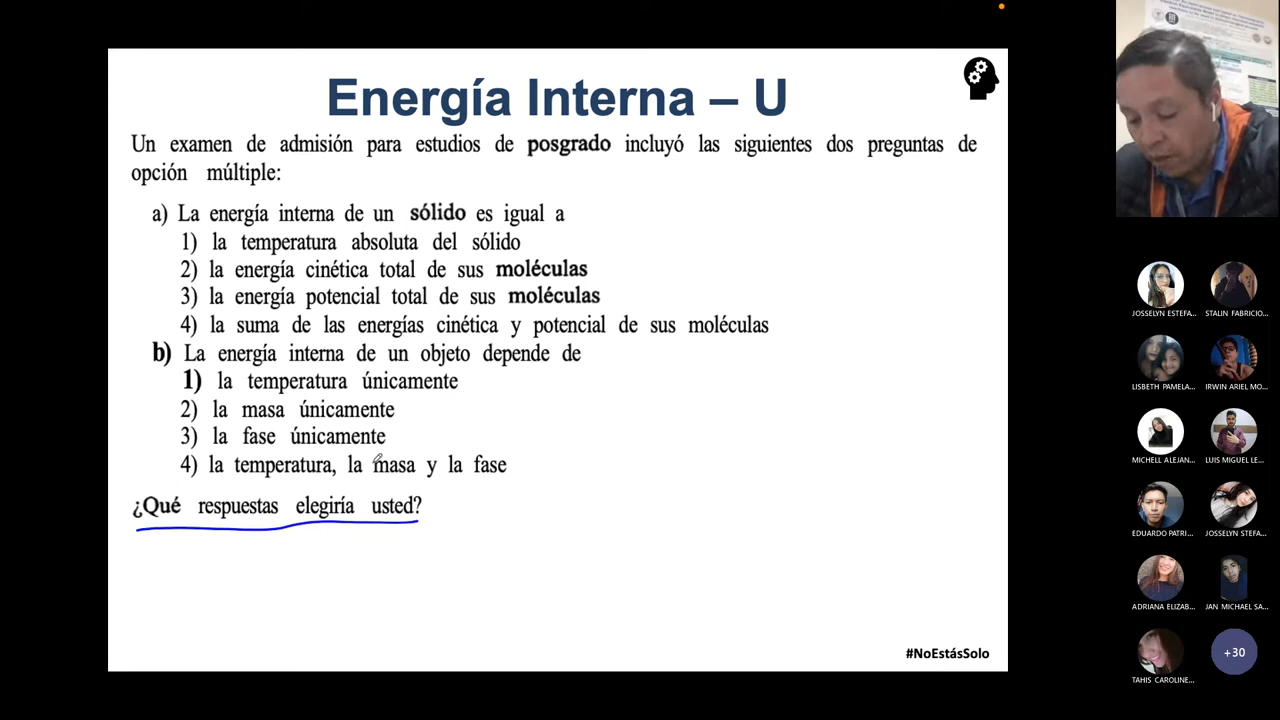 Energía Interna – U
Un examen de admisión para estudios de posgrado incluyó las siguientes dos preguntas de
opción múltiple:
a) La energía interna de un sólido es igual a
1) la temperatura absoluta del sólido
2) la energía cinética total de sus moléculas
3) la energía potencial total de sus moléculas
4) la suma de las energías cinética y potencial de sus moléculas
b) La energía interna de un objeto depende de
1) la temperatura únicamente
2) la masa únicamente
3) la fase únicamente
4) la temperatura, la masa y la fase
¿Qué respuestas elegiría usted?
#NoEstásSolo
JOSSELYN ESTEFA...
STALIN FABRICIO...
LISBETH PAMELA...
IRWIN ARIEL MO...
MICHELL ALEJAN...
LUIS MIGUEL LE...
EDUARDO PATRI...
JOSSELYN STEFA...
ADRIANA ELIZAB...
JAN MICHAEL SA...
TAHIS CAROLINE...
+30